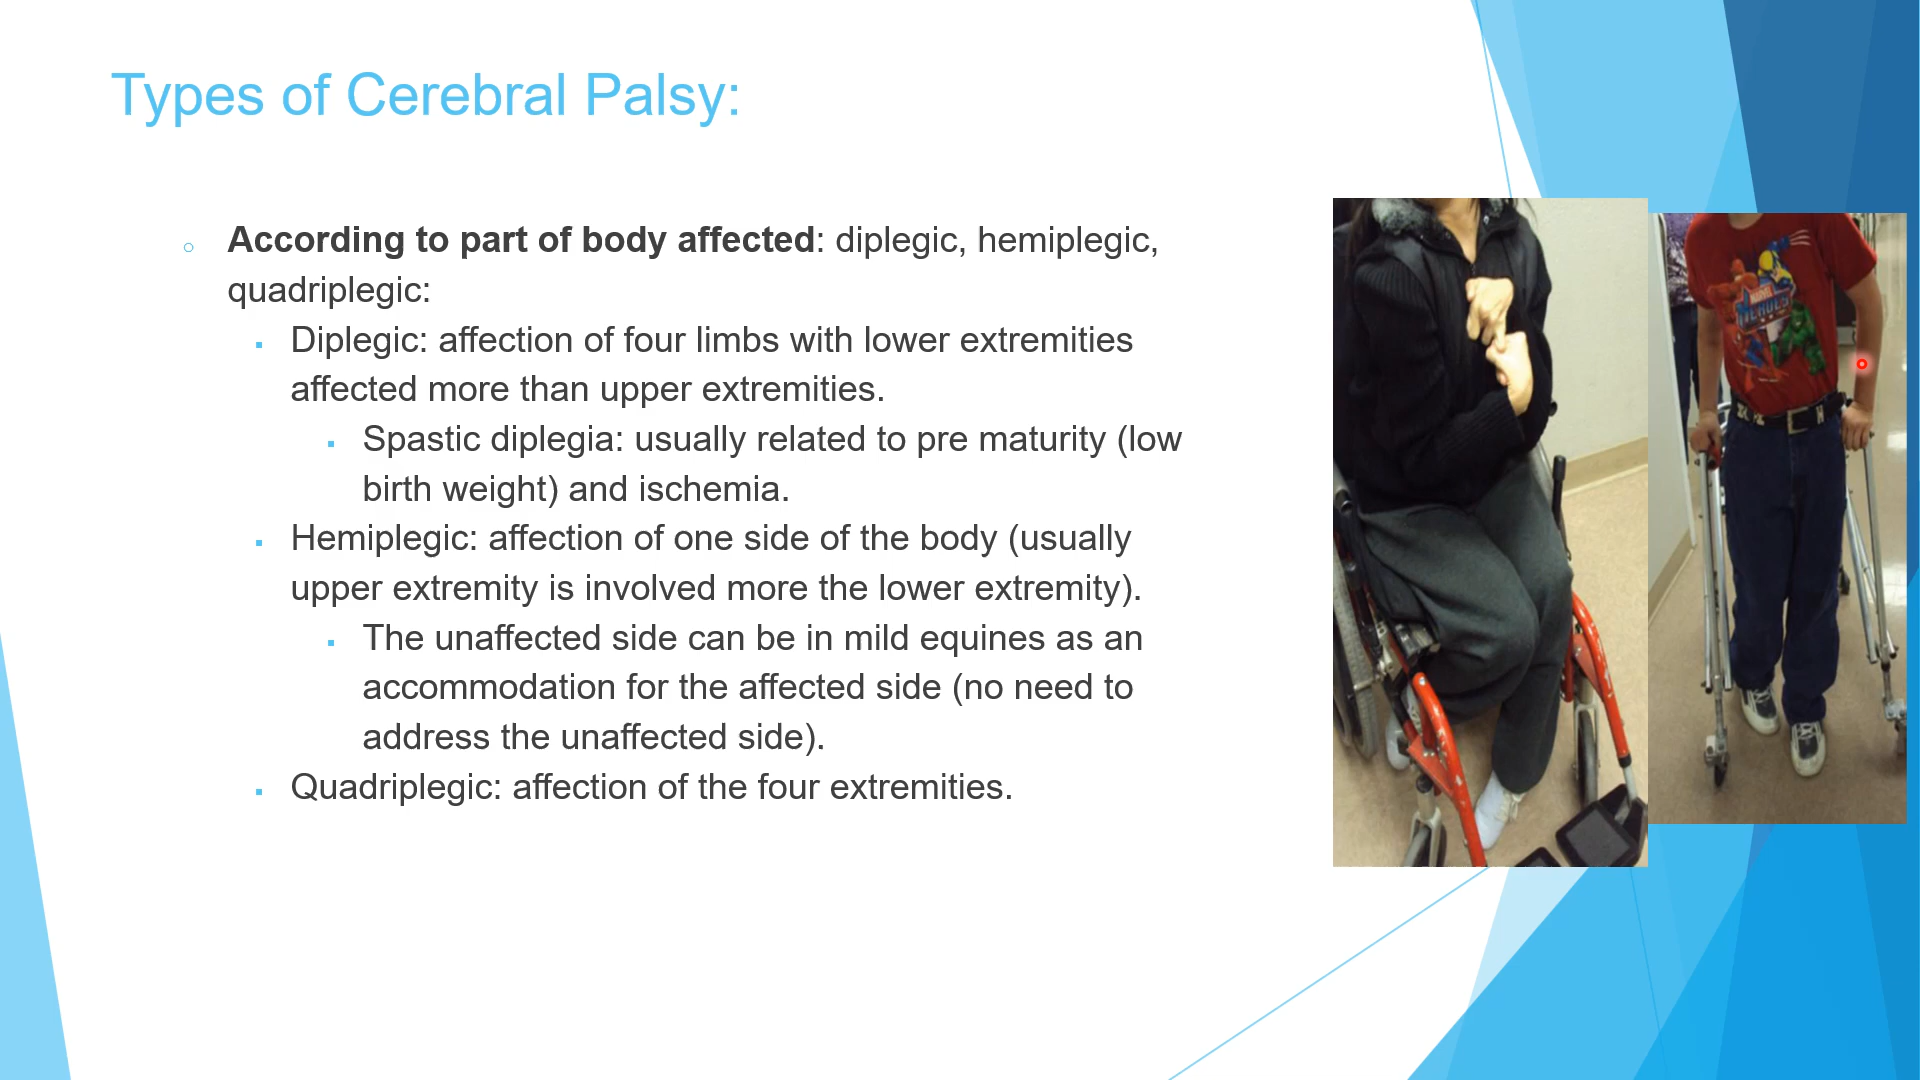 Types of Cerebral Palsy:
According to part of body affected: diplegic, hemiplegic,
quadriplegic:
Diplegic: affection of four limbs with lower extremities
affected more than upper extremities.
Spastic diplegia: usually related to pre maturity (low
birth weight) and ischemia.
Hemiplegic: affection of one side of the body (usually
upper extremity is involved more the lower extremity).
The unaffected side can be in mild equines as an
accommodation for the affected side (no need to
address the unaffected side).
Quadriplegic: affection of the four extremities.
MARVEL
HEROES